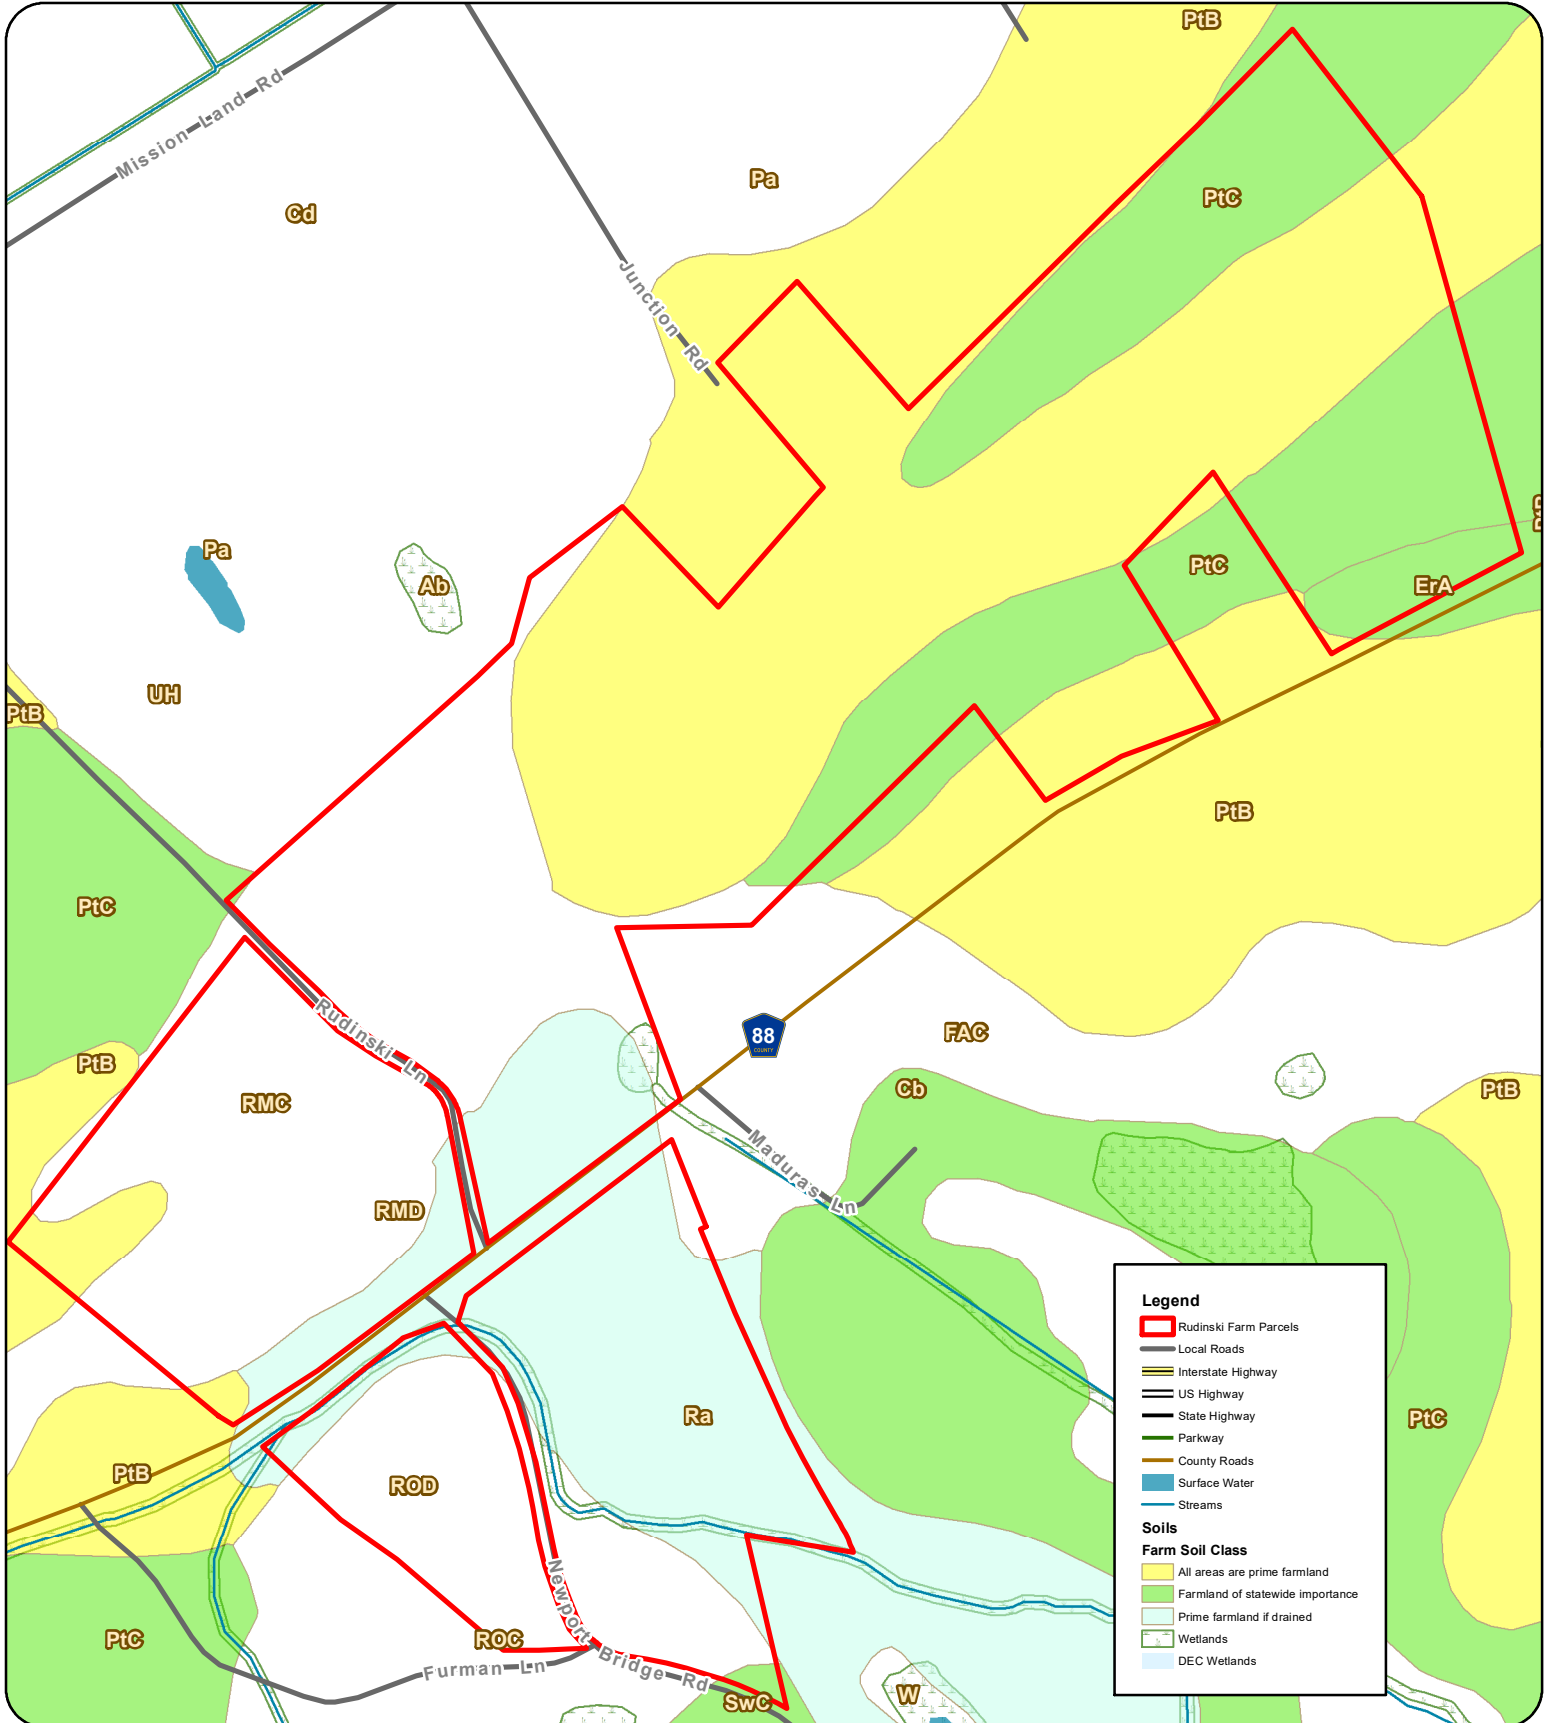 PtB
Mission Land Rd
Pa
PtC
Cd
Junction Rd
Pa
Ab
PtC
ErA
UH
PtB
PtB
PtC
88
COUNTY
FAC
Rudinski Ln
PtB
Cb
PtB
RMC
Maduras Ln
RMD
Ra
PtC
PtB
ROD
Newport Bridge Rd
PtC
ROC
Furman Ln
SwC
W
Legend
Rudinski Farm Parcels
Local Roads
Interstate Highway
US Highway
State Highway
Parkway
County Roads
Surface Water
Streams
Soils
Farm Soil Class
All areas are prime farmland
Farmland of statewide importance
Prime farmland if drained
Wetlands
DEC Wetlands